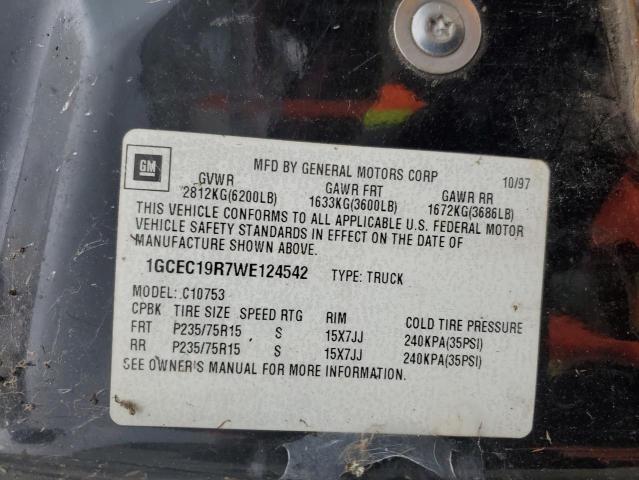 GM
MFD BY GENERAL MOTORS CORP 10/97
GVWR GAWR FRT GAWR RR
2812KG(6200LB) 1633KG(3600LB) 1672KG(3686LB)
THIS VEHICLE CONFORMS TO ALL APPLICABLE U.S. FEDERAL MOTOR
VEHICLE SAFETY STANDARDS IN EFFECT ON THE DATE OF
MANUFACTURE SHOWN ABOVE.
1GCEC19R7WE124542 TYPE: TRUCK
MODEL: C10753
CPBK TIRE SIZE SPEED RTG RIM COLD TIRE PRESSURE
FRT P235/75R15 S 15X7JJ 240KPA(35PSI)
RR P235/75R15 S 15X7JJ 240KPA(35PSI)
SEE OWNER'S MANUAL FOR MORE INFORMATION.